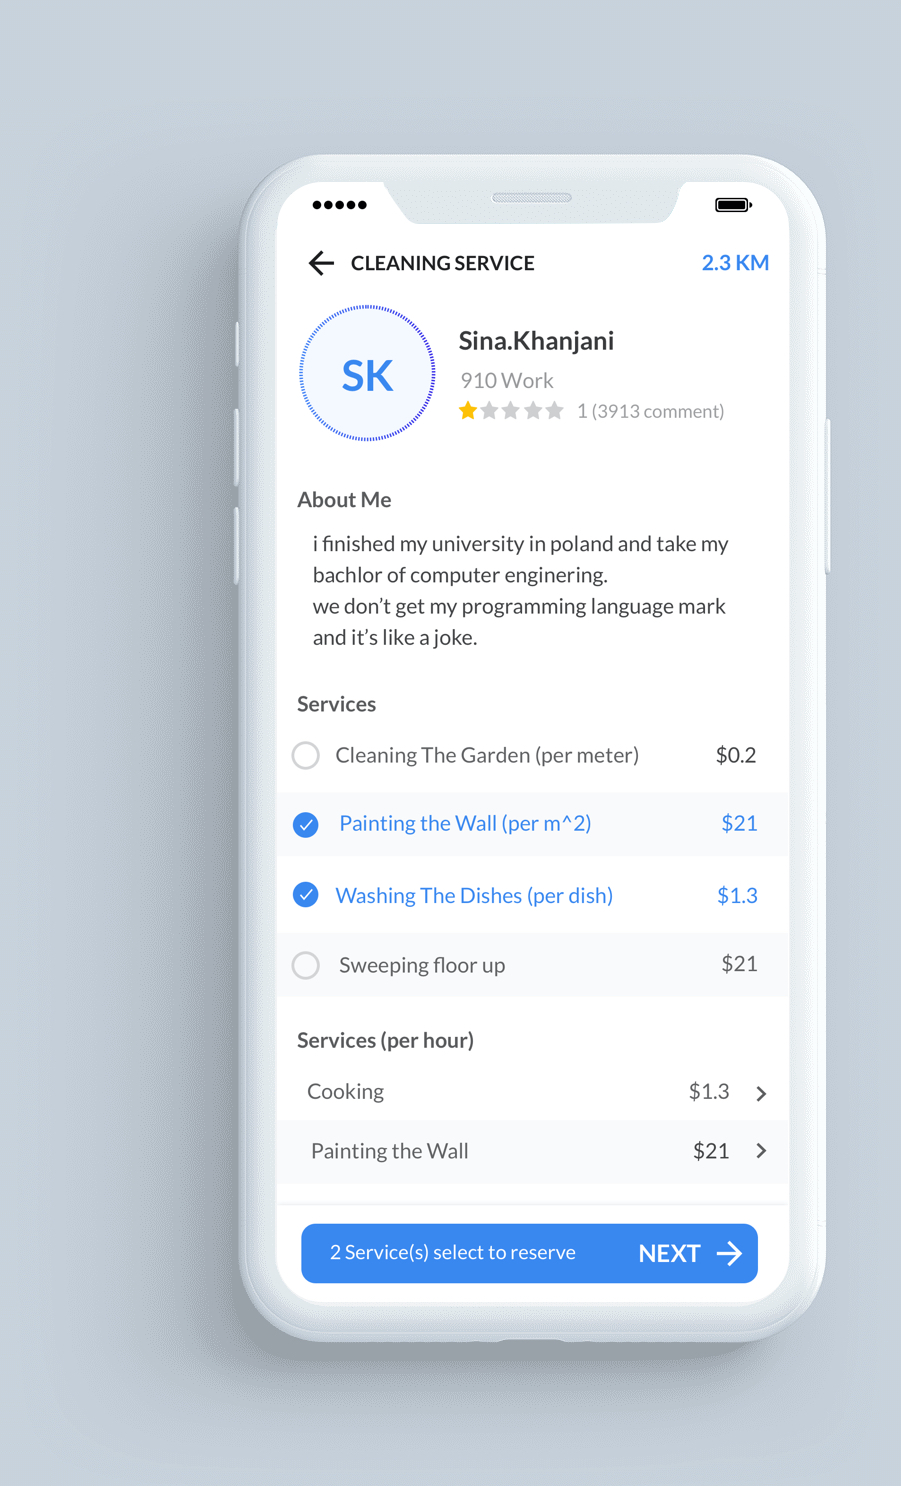 CLEANING SERVICE
2.3 KM
SK
Sina.Khanjani
910 Work
1 (3913 comment)
About Me
i finished my university in poland and take my
bachlor of computer enginering.
we don't get my programming language mark
and it's like a joke.
Services
Cleaning The Garden (per meter) $0.2
Painting the Wall (per m^2) $21
Washing The Dishes (per dish) $1.3
Sweeping floor up $21
Services (per hour)
Cooking $1.3
Painting the Wall $21
2 Service(s) select to reserve NEXT